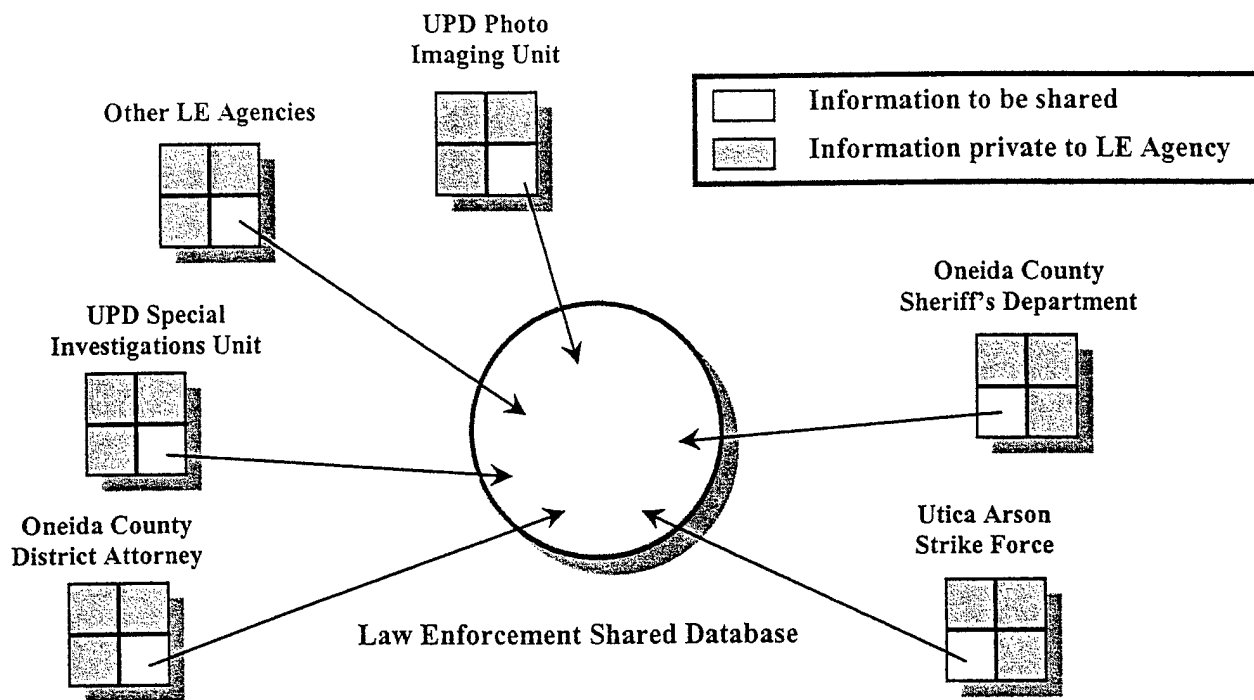 UPD Photo
Imaging Unit
Information to be shared
Information private to LE Agency
Other LE Agencies
Oneida County
Sheriff's Department
UPD Special
Investigations Unit
Oneida County
District Attorney
Utica Arson
Strike Force
Law Enforcement Shared Database